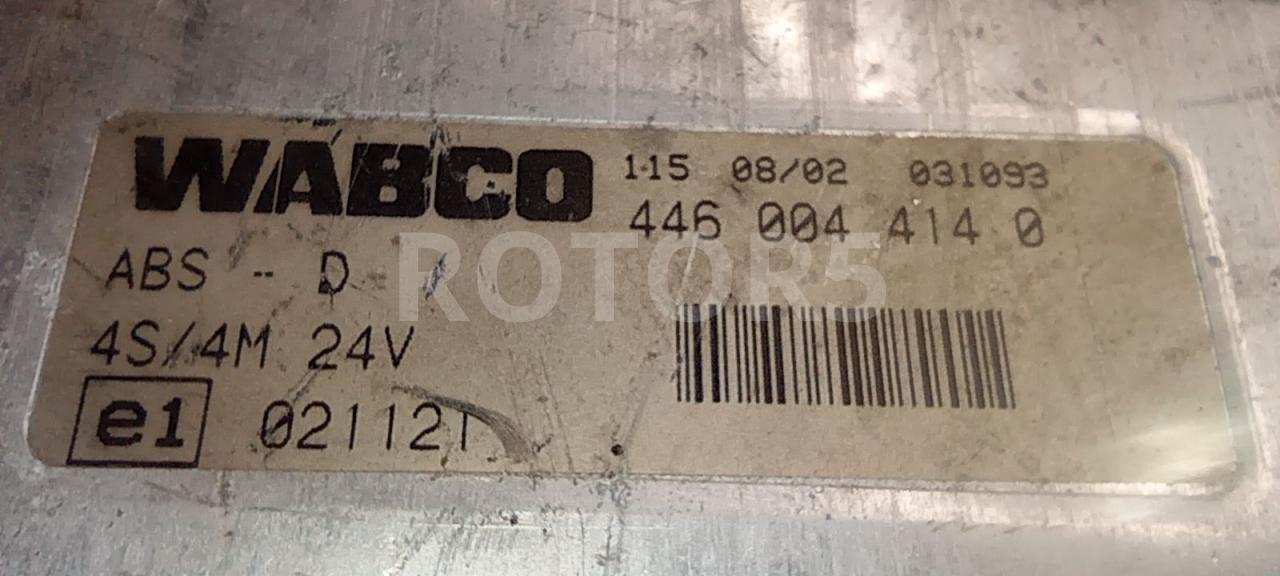 WABCO 1-15 08/02 031093
446 004 414 0
ABS - D
ROTOR5
4S/4M 24V
e1 021121